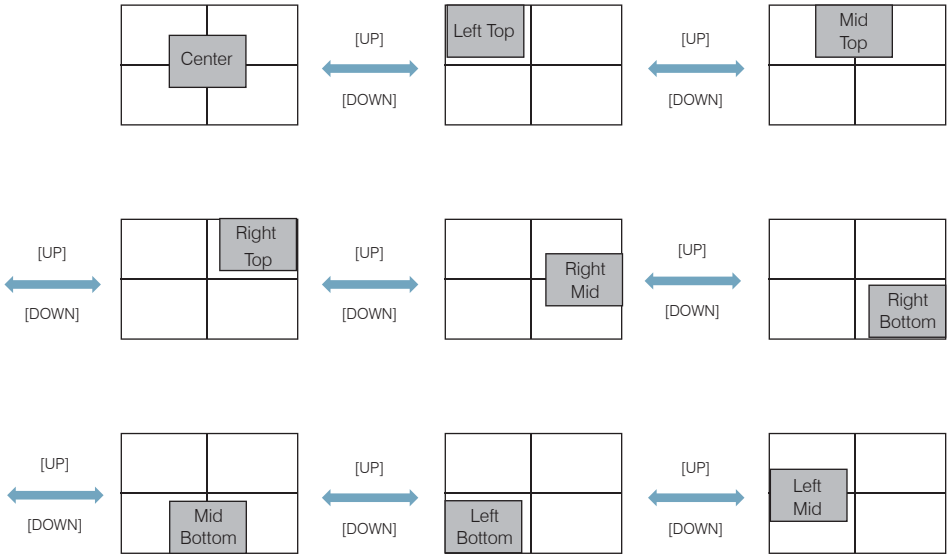 Center
[UP]
[DOWN]
Left Top
[UP]
[DOWN]
Mid
Top
[UP]
[DOWN]
Right
Top
[UP]
[DOWN]
Right
Mid
[UP]
[DOWN]
Right
Bottom
[UP]
[DOWN]
Mid
Bottom
[UP]
[DOWN]
Left
Bottom
[UP]
[DOWN]
Left
Mid